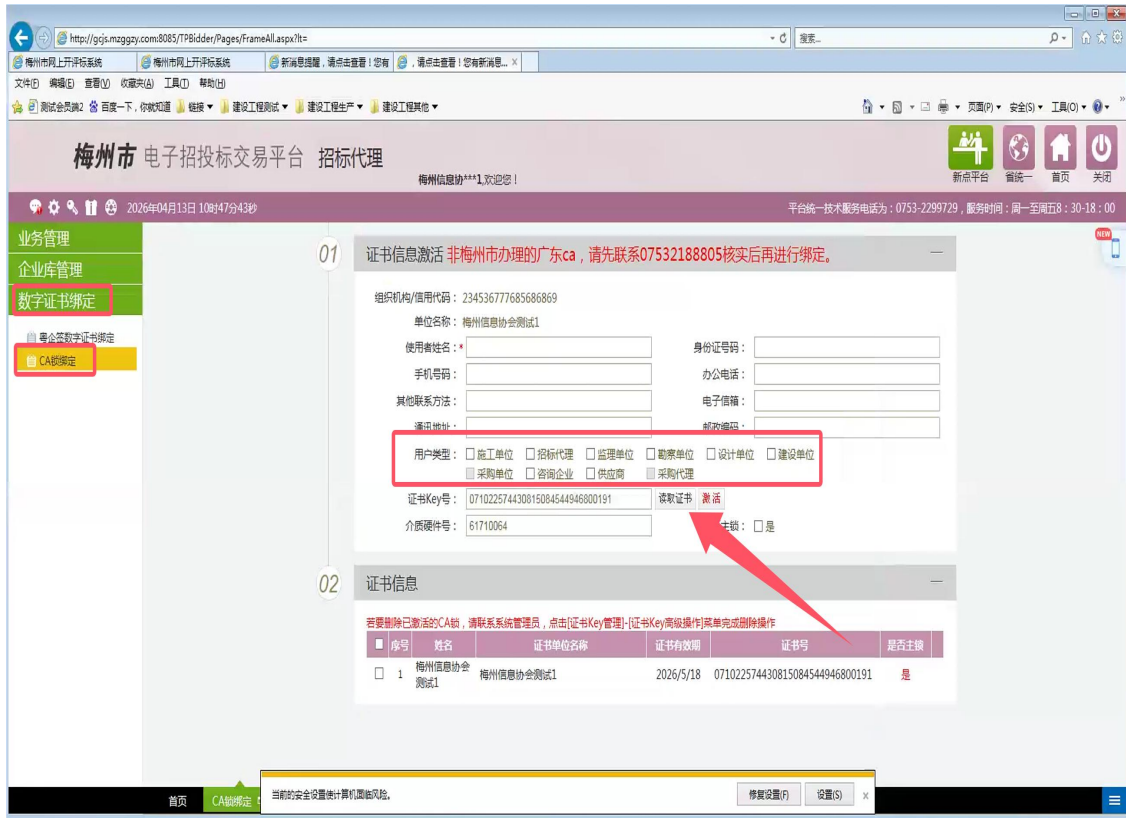 http://gcjs.mzggzy.com:8085/TPBidder/Pages/FrameAll.aspx?lt=
搜索...
梅州市网上开评标系统 梅州市网上开评标系统 新消息提醒，请点击查看！您有 ，请点击查看！您有新消息... X
文件(F) 编辑(E) 查看(V) 收藏夹(A) 工具(T) 帮助(H)
测试会员端2 百度一下，你就知道 链接 建设工程测试 建设工程生产 建设工程其他 页面(P) 安全(S) 工具(O)
梅州市 电子招投标交易平台 招标代理
梅州信息协***1,欢迎您！
新点平台 省统一 首页 关闭
2026年04月13日 10时47分43秒
平台统一技术服务电话为：0753-2299729，服务时间：周一至周五8：30-18：00
业务管理
企业库管理
数字证书绑定
粤企签数字证书绑定
CA锁绑定
NEW
01 证书信息激活 非梅州市办理的广东ca，请先联系07532188805核实后再进行绑定。
组织机构/信用代码： 234536777685686869
单位名称： 梅州信息协会测试1
使用者姓名：* 身份证号码：
手机号码： 办公电话：
其他联系方法： 电子信箱：
通讯地址： 邮政编码：
用户类型： 施工单位 招标代理 监理单位 勘察单位 设计单位 建设单位
采购单位 咨询企业 供应商 采购代理
证书Key号： 071022574430815084544946800191 读取证书 激活
介质硬件号： 61710064 主锁： 是
02 证书信息
若要删除已激活的CA锁，请联系系统管理员，点击[证书Key管理]-[证书Key高级操作]菜单完成删除操作
序号 姓名 证书单位名称 证书有效期 证书号 是否主锁
1 梅州信息协会测试1 梅州信息协会测试1 2026/5/18 071022574430815084544946800191 是
首页 CA锁绑定
当前的安全设置使计算机面临风险。 修复设置(F) 设置(S) x